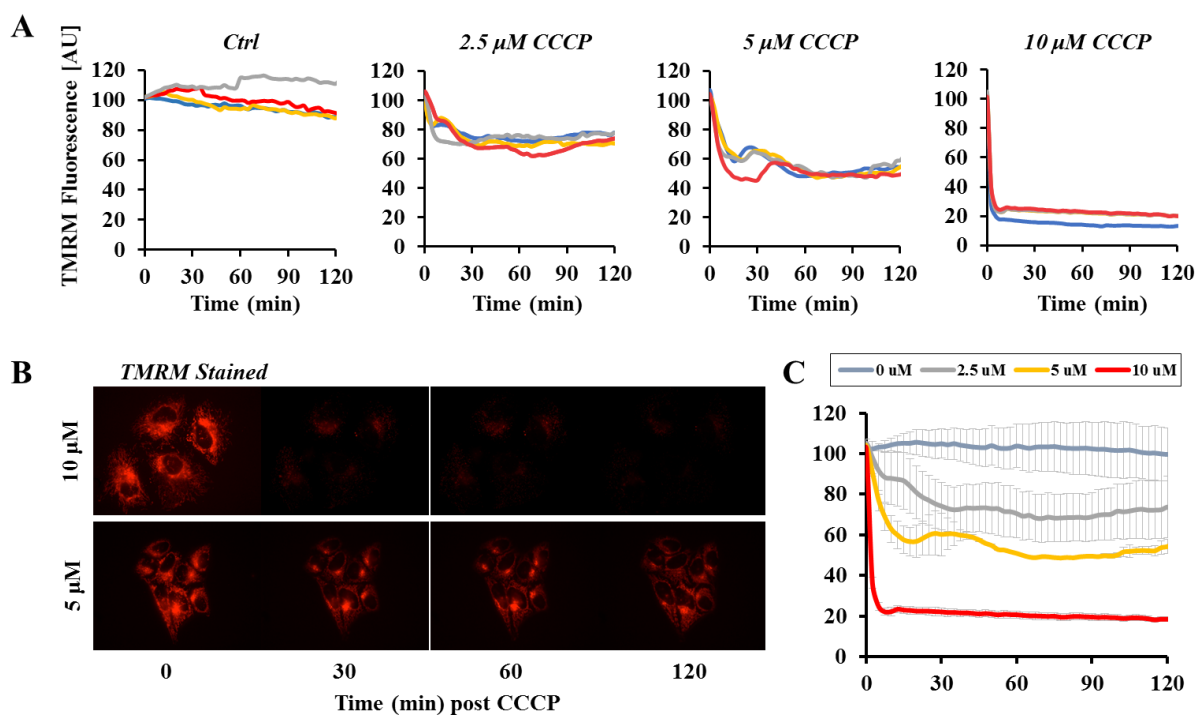 A
Ctrl
2.5 µM CCCP
5 µM CCCP
10 µM CCCP
TMRM Fluorescence [AU]
120
100
80
60
40
20
0
0 30 60 90 120
Time (min)
120
100
80
60
40
20
0
0 30 60 90 120
Time (min)
120
100
80
60
40
20
0
0 30 60 90 120
Time (min)
120
100
80
60
40
20
0
0 30 60 90 120
Time (min)
B
TMRM Stained
10 µM
5 µM
0 30 60 120
Time (min) post CCCP
C
0 uM 2.5 uM 5 uM 10 uM
120
100
80
60
40
20
0
0 30 60 90 120